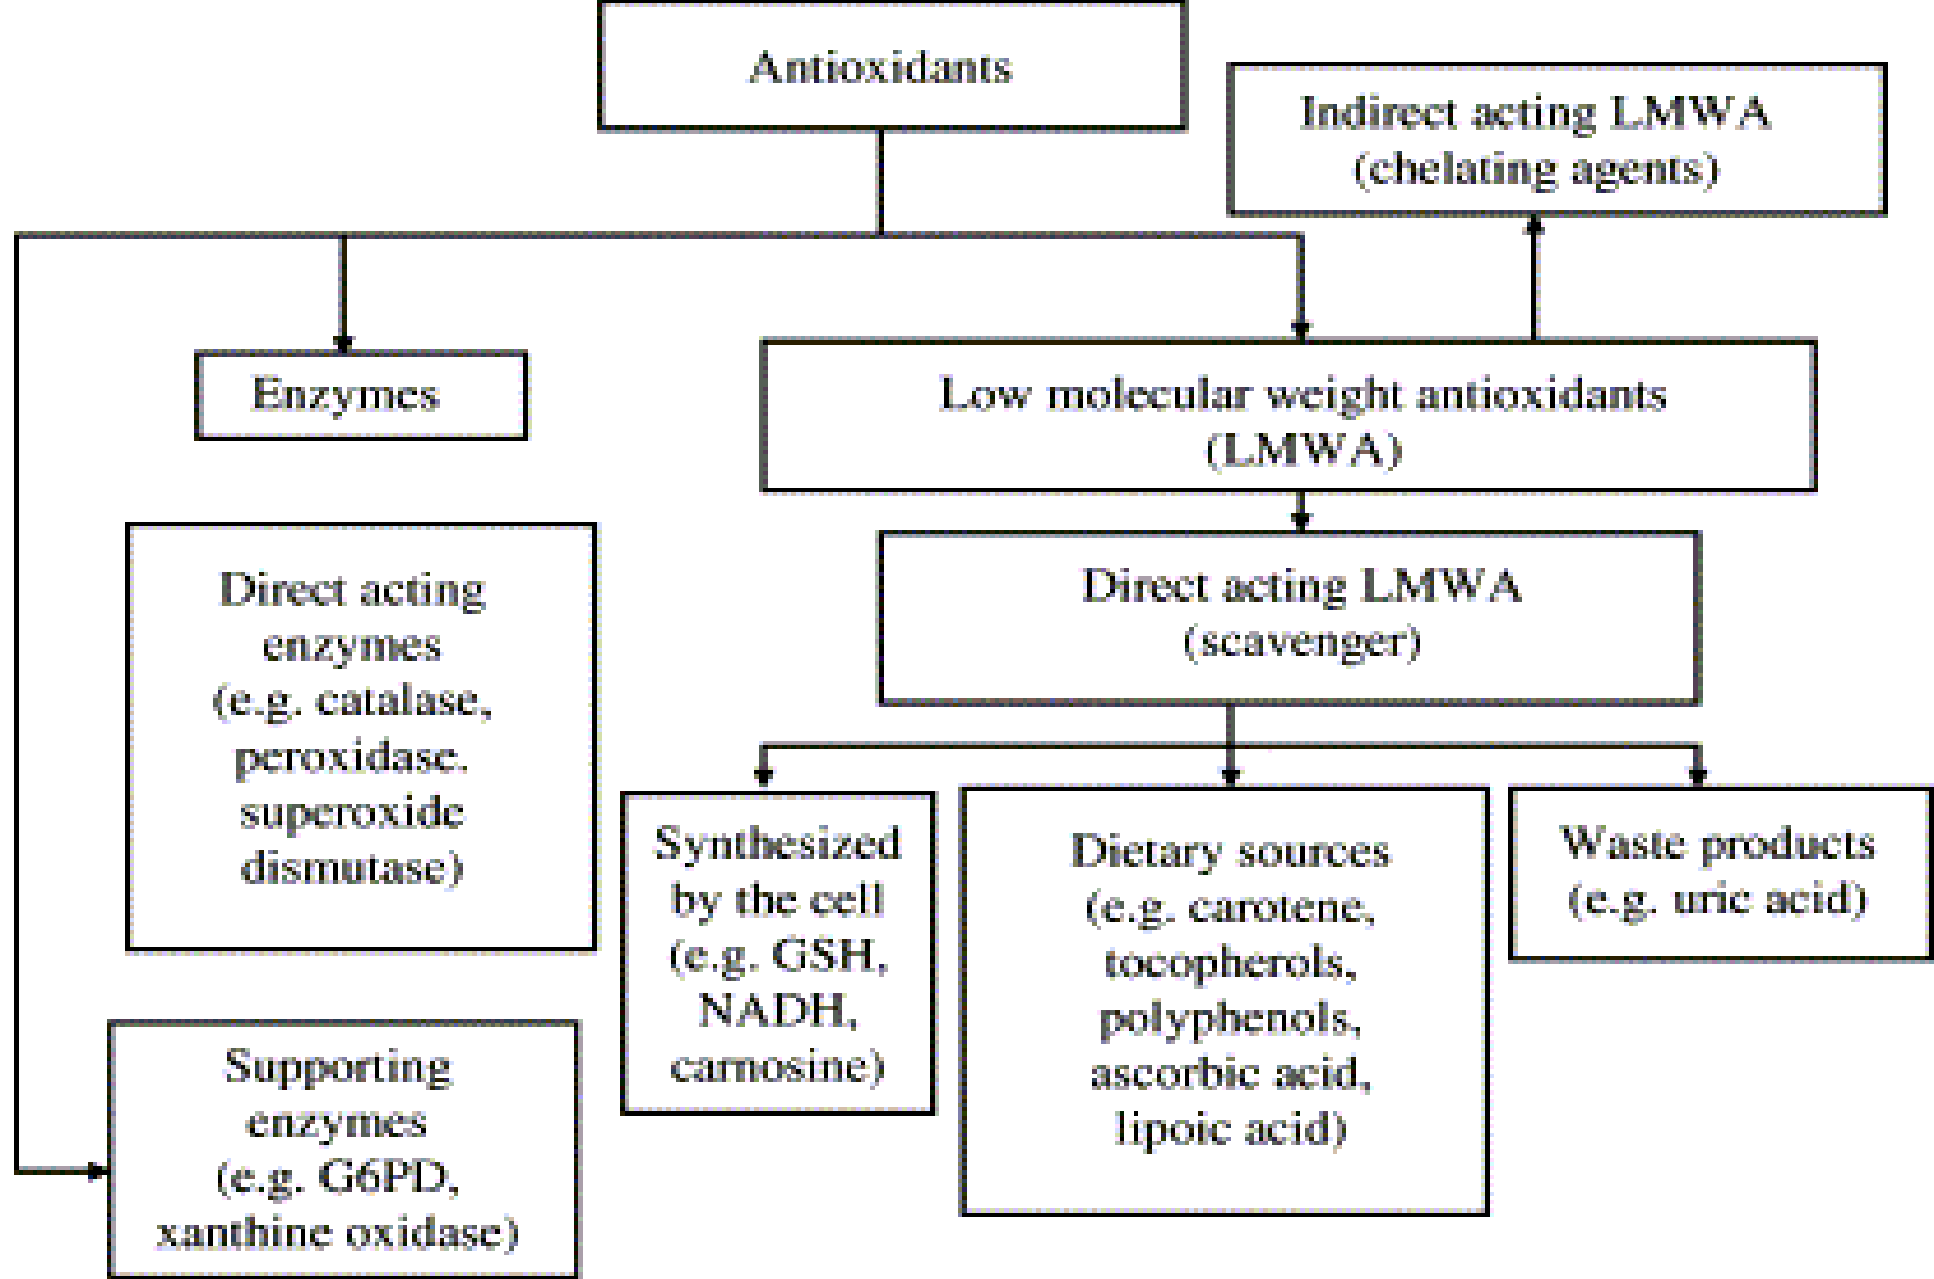 Antioxidants
Indirect acting LMWA
(chelating agents)
Enzymes
Low molecular weight antioxidants
(LMWA)
Direct acting
enzymes
(e.g. catalase,
peroxidase.
superoxide
dismutase)
Direct acting LMWA
(scavenger)
Synthesized
by the cell
(e.g. GSH,
NADH,
carnosine)
Dietary sources
(e.g. carotene,
tocopherols,
polyphenols,
ascorbic acid,
lipoic acid)
Waste products
(e.g. uric acid)
Supporting
enzymes
(e.g. G6PD,
xanthine oxidase)